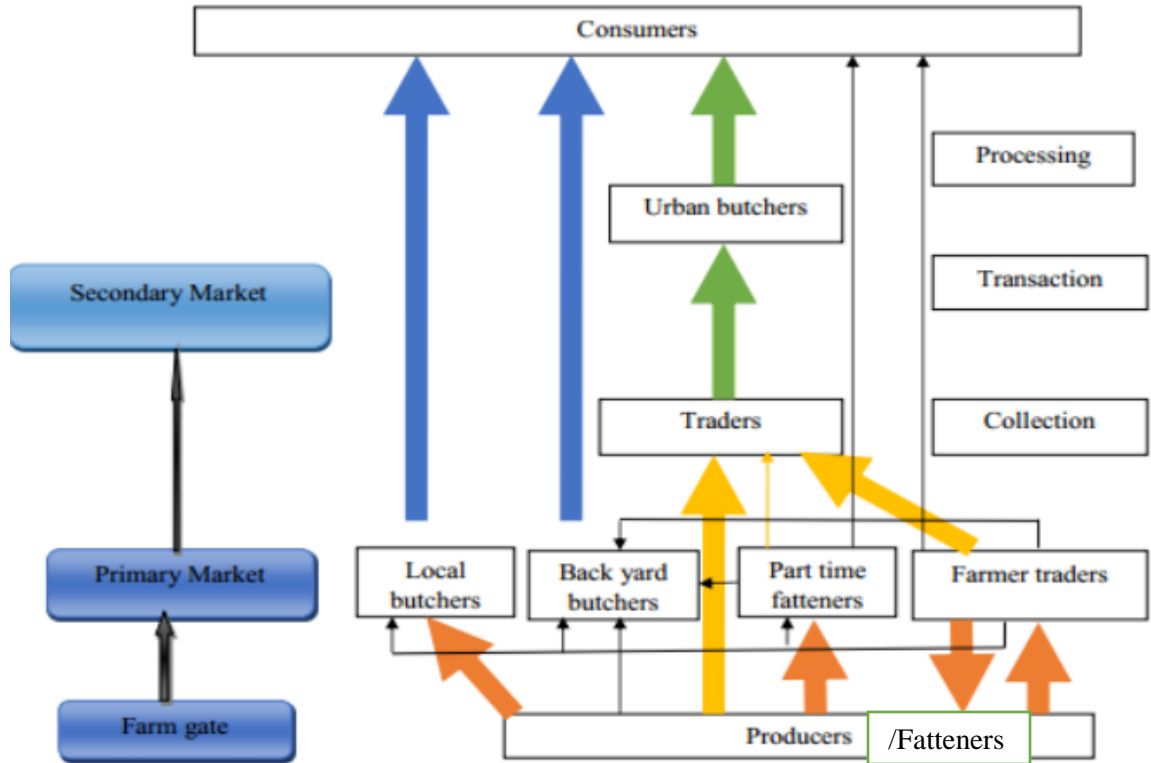 Consumers
Processing
Urban butchers
Secondary Market
Transaction
Traders
Collection
Primary Market
Local
butchers
Back yard
butchers
Part time
fatteners
Farmer traders
Farm gate
Producers
/Fatteners